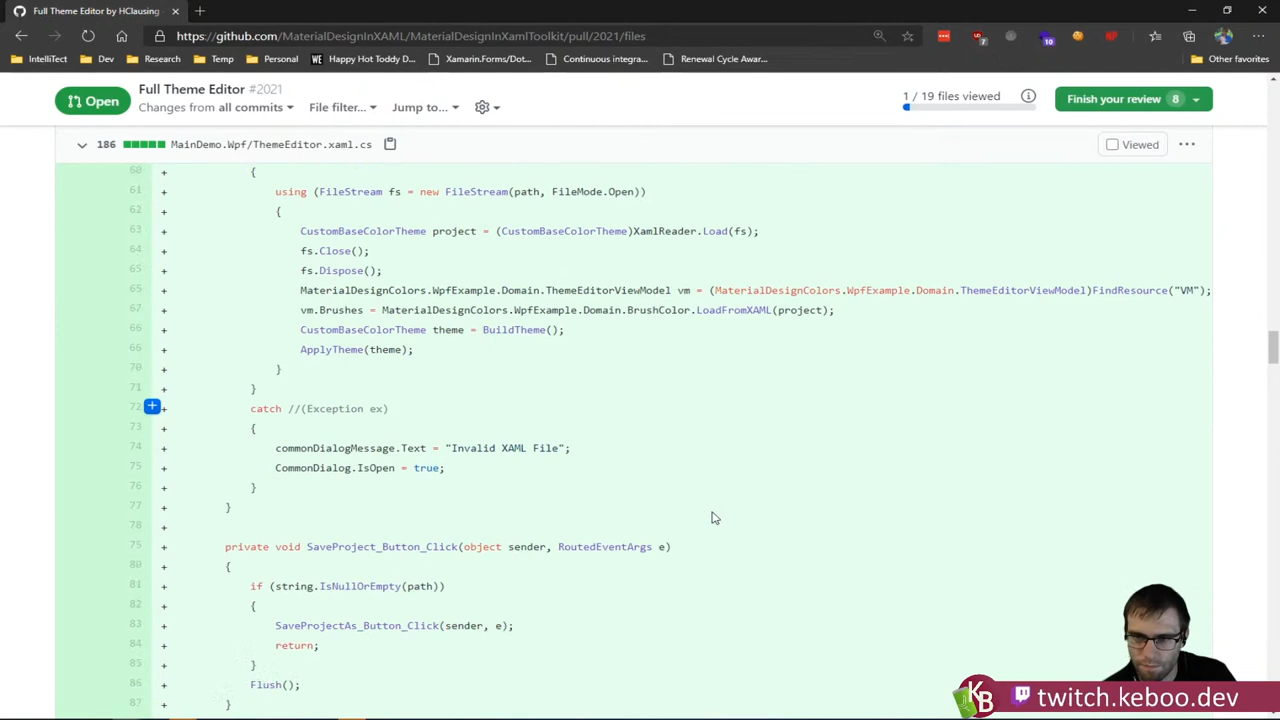 Full Theme Editor by HClausing
https://github.com/MaterialDesignInXAML/MaterialDesignInXamlToolkit/pull/2021/files
7
10
IntelliTect
Dev
Research
Temp
Personal
WE Happy Hot Toddy D...
Xamarin.Forms/Dot...
Continuous integra...
Renewal Cycle Awar...
Other favorites
Open
Full Theme Editor #2021
Changes from all commits
File filter...
Jump to...
1 / 19 files viewed
Finish your review 8
186 MainDemo.Wpf/ThemeEditor.xaml.cs
Viewed
60 + {
61 + using (FileStream fs = new FileStream(path, FileMode.Open))
62 + {
63 + CustomBaseColorTheme project = (CustomBaseColorTheme)XamlReader.Load(fs);
64 + fs.Close();
65 + fs.Dispose();
+ MaterialDesignColors.WpfExample.Domain.ThemeEditorViewModel vm = (MaterialDesignColors.WpfExample.Domain.ThemeEditorViewModel)FindResource("VM");
67 + vm.Brushes = MaterialDesignColors.WpfExample.Domain.BrushColor.LoadFromXAML(project);
+ CustomBaseColorTheme theme = BuildTheme();
+ ApplyTheme(theme);
70 + }
71 + }
72 + catch //(Exception ex)
73 + {
74 + commonDialogMessage.Text = "Invalid XAML File";
75 + CommonDialog.IsOpen = true;
76 + }
77 + }
78 +
+ private void SaveProject_Button_Click(object sender, RoutedEventArgs e)
80 + {
81 + if (string.IsNullOrEmpty(path))
82 + {
83 + SaveProjectAs_Button_Click(sender, e);
84 + return;
85 + }
86 + Flush();
87 + }
KB twitch.keboo.dev